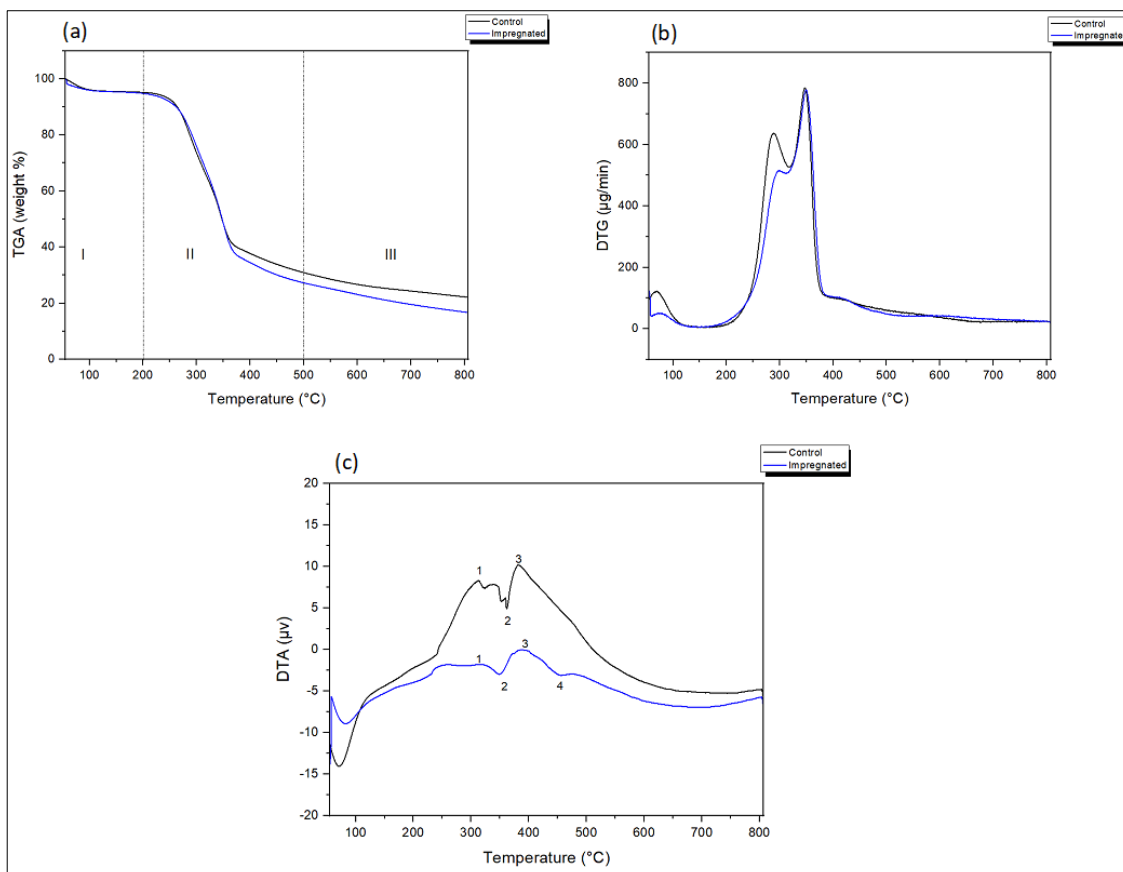 (a)
Control
Impregnated
TGA (weight %)
100
80
60
40
20
0
I
II
III
100 200 300 400 500 600 700 800
Temperature (°C)
(b)
Control
Impregnated
DTG (µg/min)
800
600
400
200
0
100 200 300 400 500 600 700 800
Temperature (°C)
(c)
Control
Impregnated
DTA (µv)
20
15
10
5
0
-5
-10
-15
-20
1
2
3
1
2
3
4
100 200 300 400 500 600 700 800
Temperature (°C)